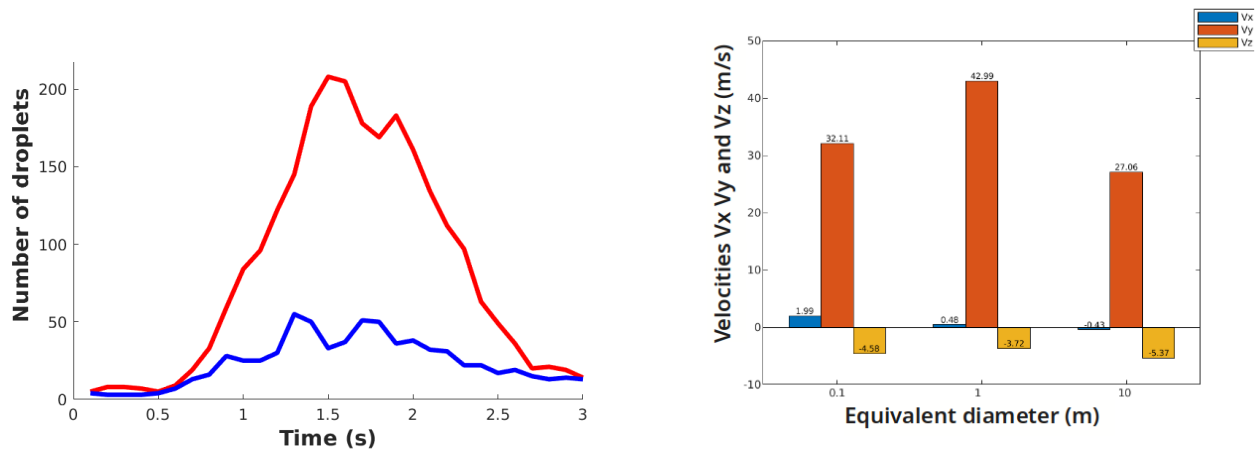 Number of droplets
200
150
100
50
0
0 0.5 1 1.5 2 2.5 3
Time (s)
Vx
Vy
Vz
Velocities Vx Vy and Vz (m/s)
50
40
30
20
10
0
-10
1.99 32.11 -4.58
0.48 42.99 -3.72
-0.43 27.06 -5.37
0.1 1 10
Equivalent diameter (m)